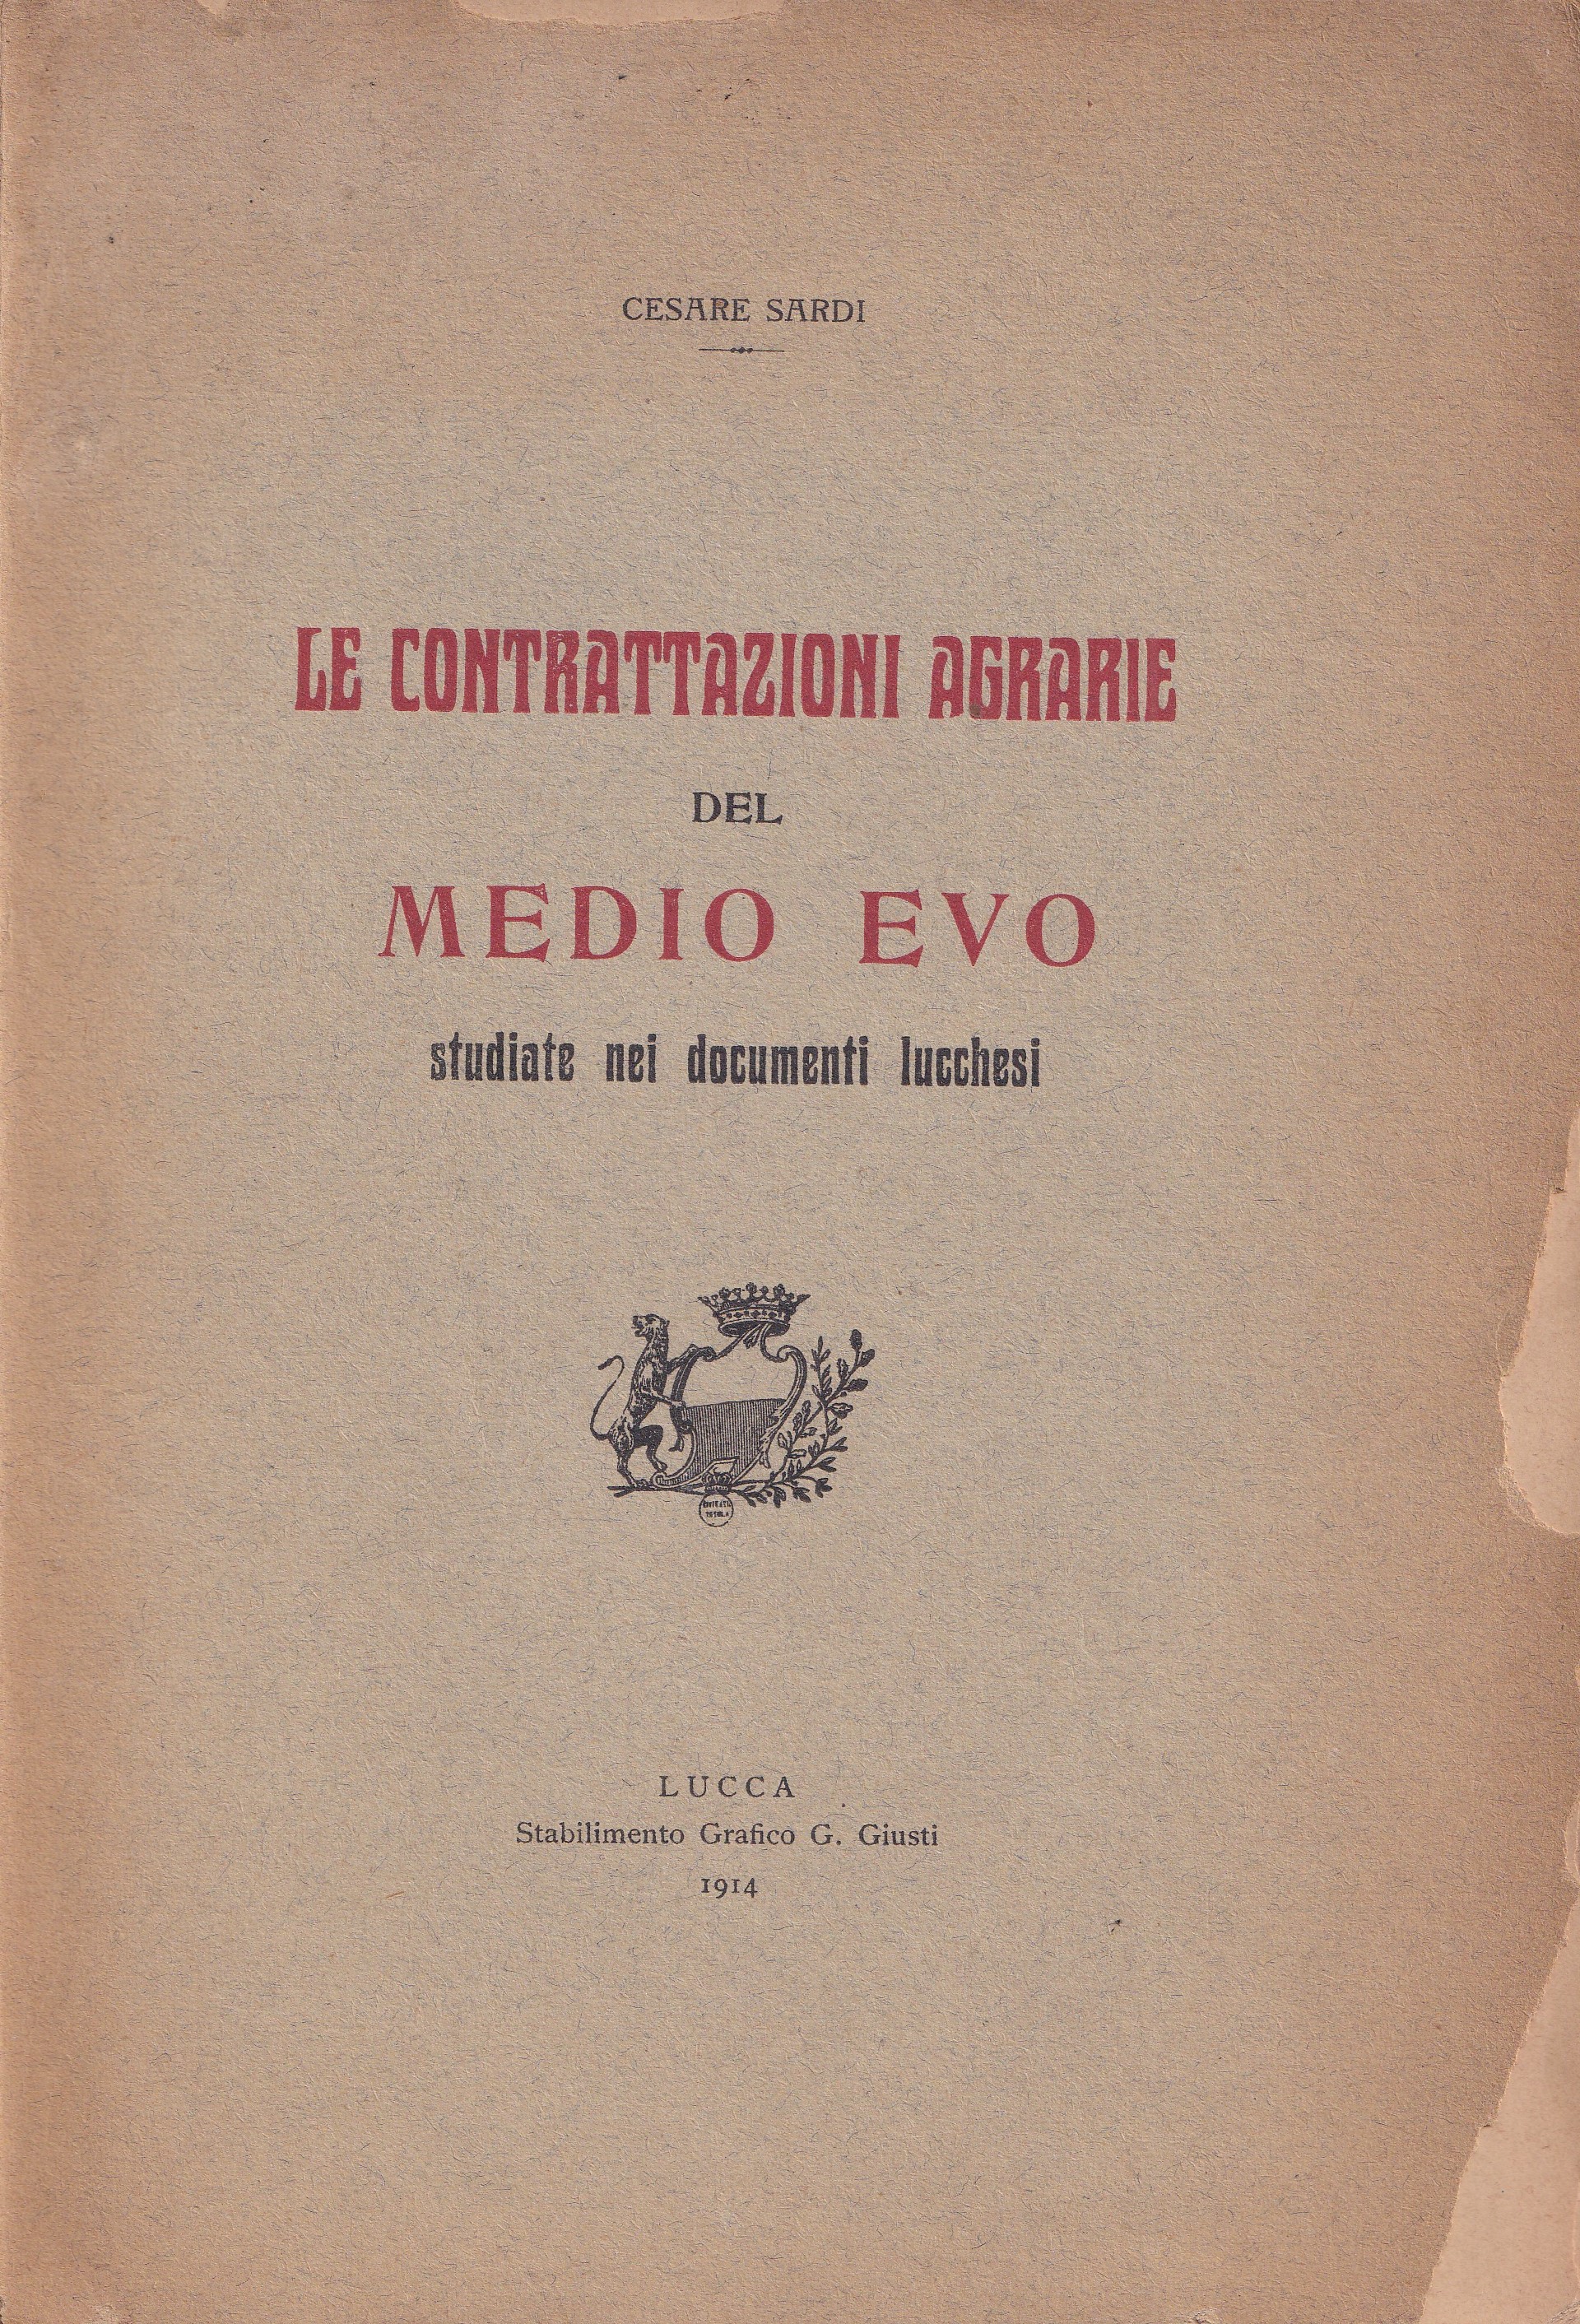 CESARE SARDI
LE CONTRATTAZIONI AGRARIE
DEL
MEDIO EVO
studiate nei documenti lucchesi
LUCCA
Stabilimento Grafico G. Giusti
1914